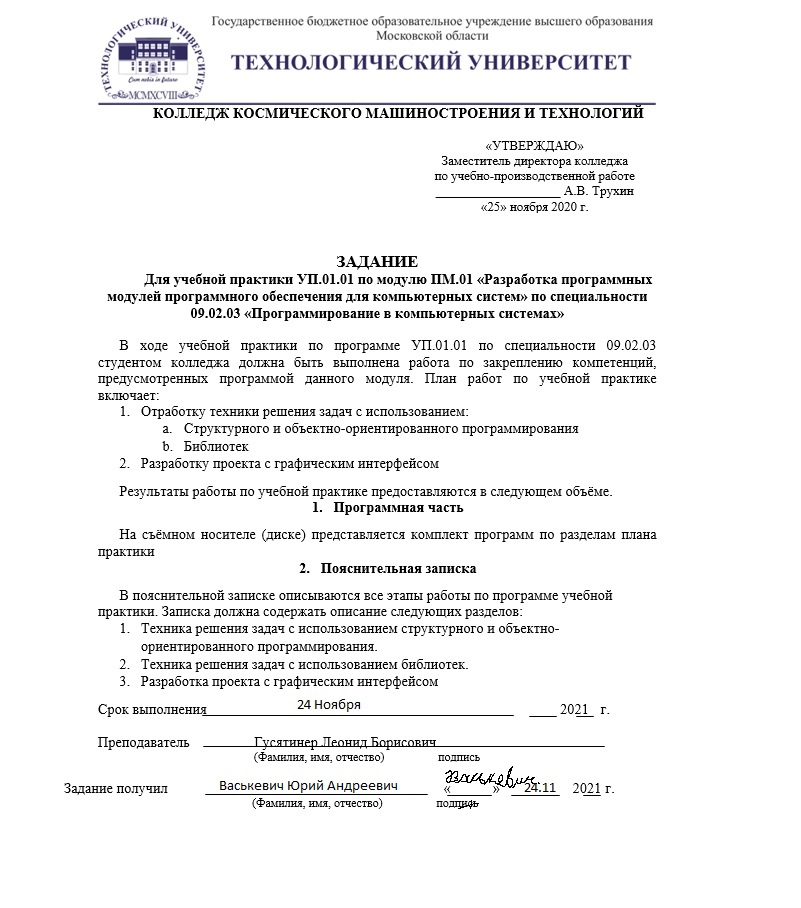 Государственное бюджетное образовательное учреждение высшего образования
Московской области
ТЕХНОЛОГИЧЕСКИЙ УНИВЕРСИТЕТ
ТЕХНОЛОГИЧЕСКИЙ УНИВЕРСИТЕТ
Cum nobis in futuro
MCMXCVIII
КОЛЛЕДЖ КОСМИЧЕСКОГО МАШИНОСТРОЕНИЯ И ТЕХНОЛОГИЙ
«УТВЕРЖДАЮ»
Заместитель директора колледжа
по учебно-производственной работе
____________________ А.В. Трухин
«25» ноября 2020 г.
ЗАДАНИЕ
Для учебной практики УП.01.01 по модулю ПМ.01 «Разработка программных
модулей программного обеспечения для компьютерных систем» по специальности
09.02.03 «Программирование в компьютерных системах»
В ходе учебной практики по программе УП.01.01 по специальности 09.02.03
студентом колледжа должна быть выполнена работа по закреплению компетенций,
предусмотренных программой данного модуля. План работ по учебной практике
включает:
1. Отработку техники решения задач с использованием:
a. Структурного и объектно-ориентированного программирования
b. Библиотек
2. Разработку проекта с графическим интерфейсом
Результаты работы по учебной практике предоставляются в следующем объёме.
1. Программная часть
На съёмном носителе (диске) представляется комплект программ по разделам плана
практики
2. Пояснительная записка
В пояснительной записке описываются все этапы работы по программе учебной
практики. Записка должна содержать описание следующих разделов:
1. Техника решения задач с использованием структурного и объектно-
ориентированного программирования.
2. Техника решения задач с использованием библиотек.
3. Разработка проекта с графическим интерфейсом
Срок выполнения 24 Ноября ____ 2021 г.
Преподаватель Гусятинер Леонид Борисович
(Фамилия, имя, отчество) подпись
Задание получил Васькевич Юрий Андреевич «Васькевич» 24.11 2021 г.
(Фамилия, имя, отчество) подпись